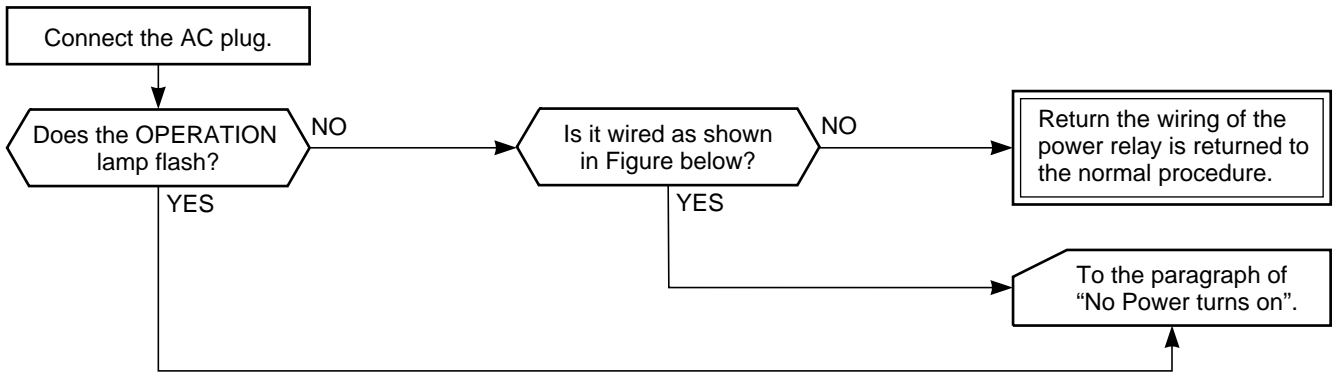 Connect the AC plug.
Does the OPERATION
lamp flash?
NO
YES
Is it wired as shown
in Figure below?
NO
YES
Return the wiring of the
power relay is returned to
the normal procedure.
To the paragraph of
“No Power turns on”.